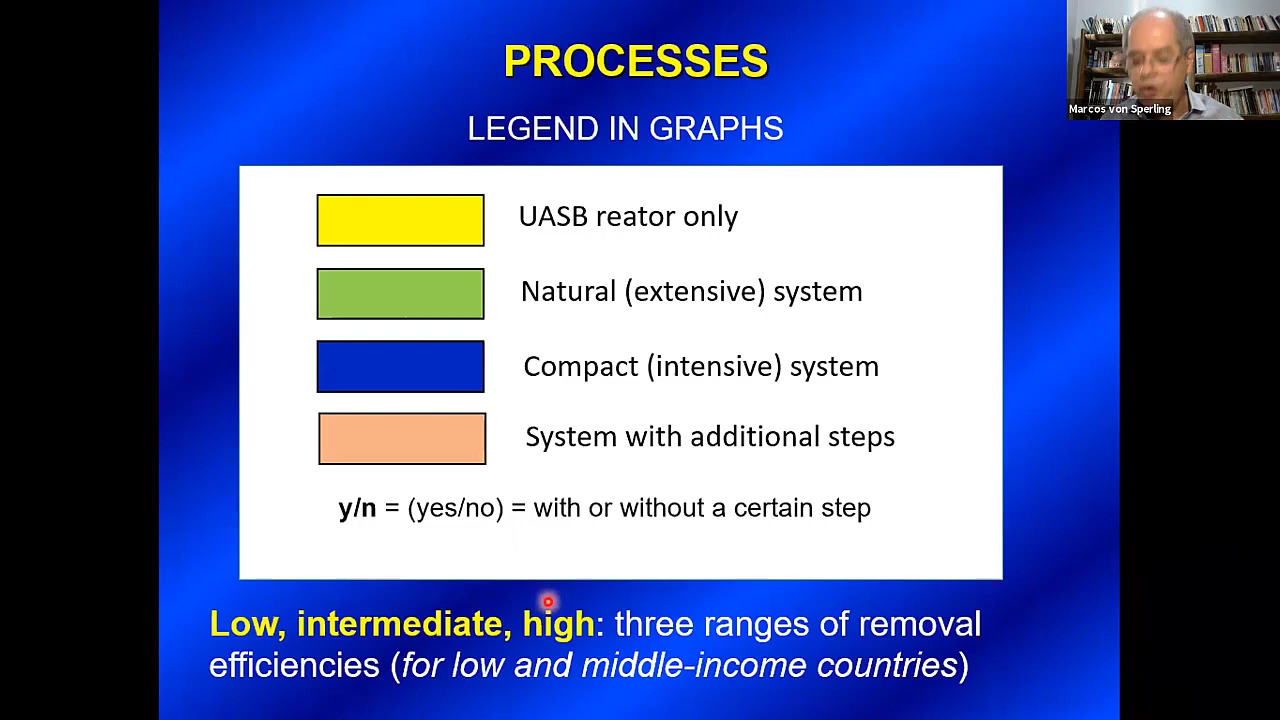 PROCESSES
Marcos von Sperling
LEGEND IN GRAPHS
UASB reator only
Natural (extensive) system
Compact (intensive) system
System with additional steps
y/n = (yes/no) = with or without a certain step
Low, intermediate, high: three ranges of removal
efficiencies (for low and middle-income countries)